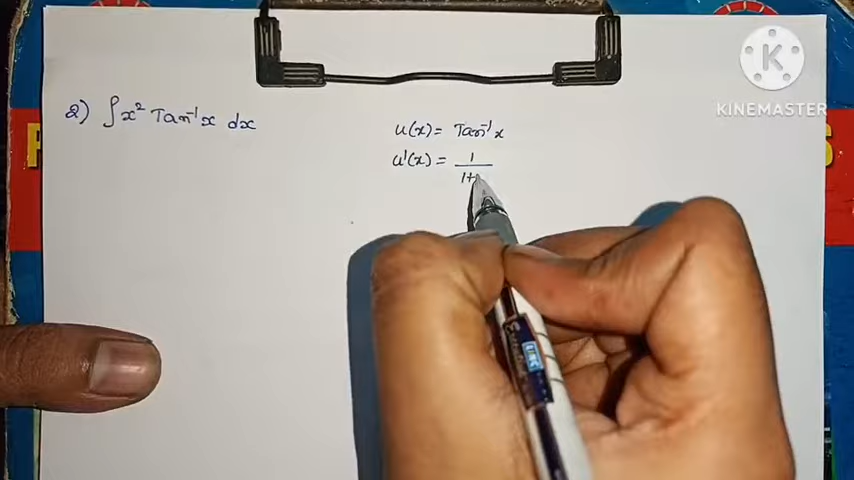 2) ∫x² Tan⁻¹x dx
u(x) = Tan⁻¹x
u'(x) = 1/1+
K
KINEMASTER